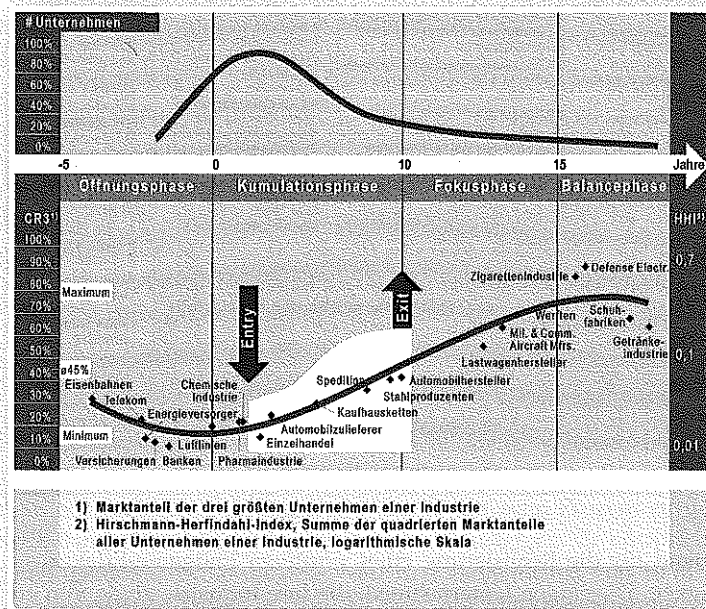 # Unternehmen
100%
80%
60%
40%
20%
0%
-5
0
10
15
Jahre
Öffnungsphase
Kumulationsphase
Fokusphase
Balancephase
CR3¹⁾
HHI²⁾
100%
90%
80%
70%
60%
50%
40%
30%
20%
10%
0%
0,7
0,1
0,01
Maximum
ø45%
Minimum
Entry
Exit
Eisenbahnen
Telekom
Energieversorger
Chemische
Industrie
Versicherungen
Banken
Luftlinien
Pharmaindustrie
Spedition
Kaufhausketten
Automobilzulieferer
Einzelhandel
Automobilhersteller
Stahlproduzenten
Lastwagenhersteller
Mil. & Comm.
Aircraft Mfrs.
Werften
Zigarettenindustrie
Defense Electr.
Schuh-
fabriken
Getränke-
industrie
1) Marktanteil der drei größten Unternehmen einer Industrie
2) Hirschmann-Herfindahl-Index, Summe der quadrierten Marktanteile
aller Unternehmen einer Industrie, logarithmische Skala